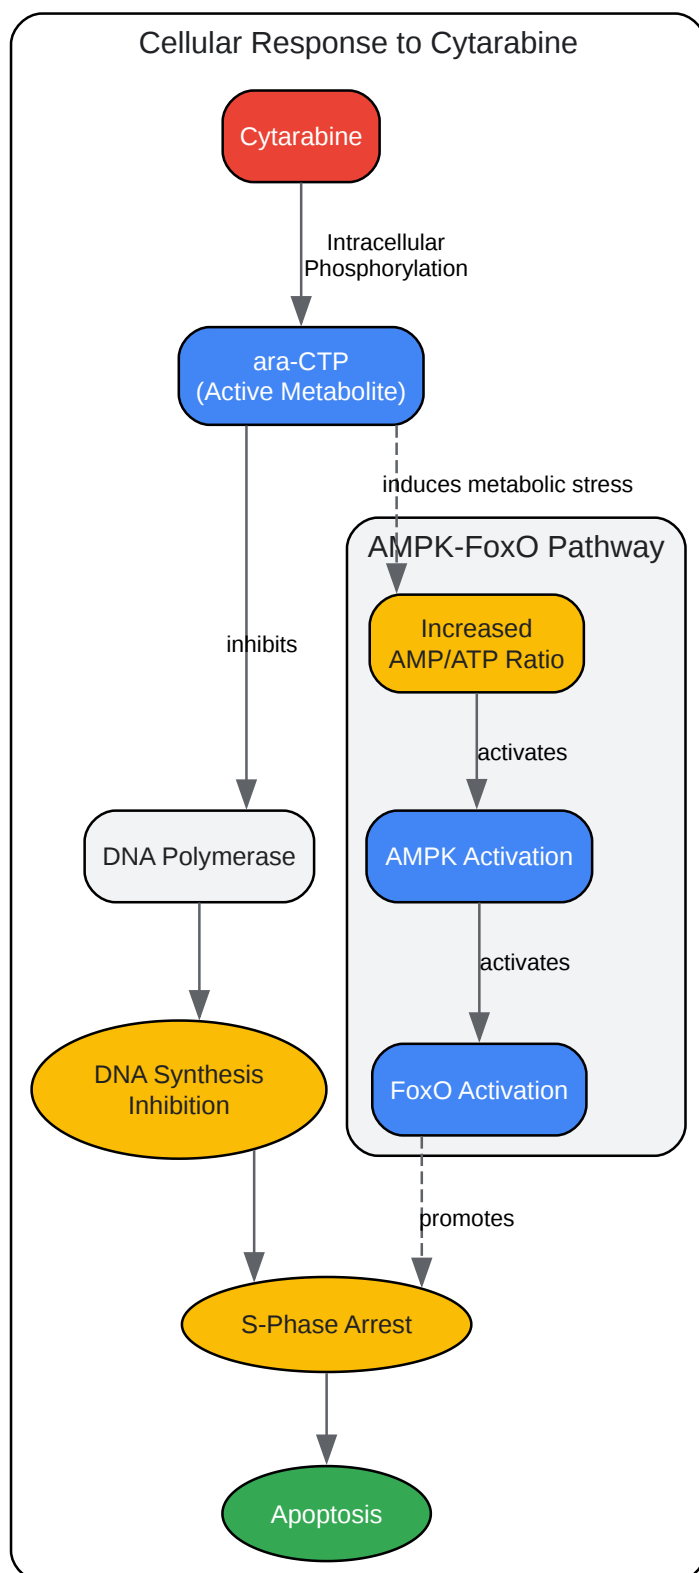 Cellular Response to Cytarabine
Cytarabine
Intracellular
Phosphorylation
ara-CTP
(Active Metabolite)
induces metabolic stress
AMPK-FoxO Pathway
Increased
AMP/ATP Ratio
inhibits
activates
DNA Polymerase
AMPK Activation
activates
DNA Synthesis
Inhibition
FoxO Activation
promotes
S-Phase Arrest
Apoptosis